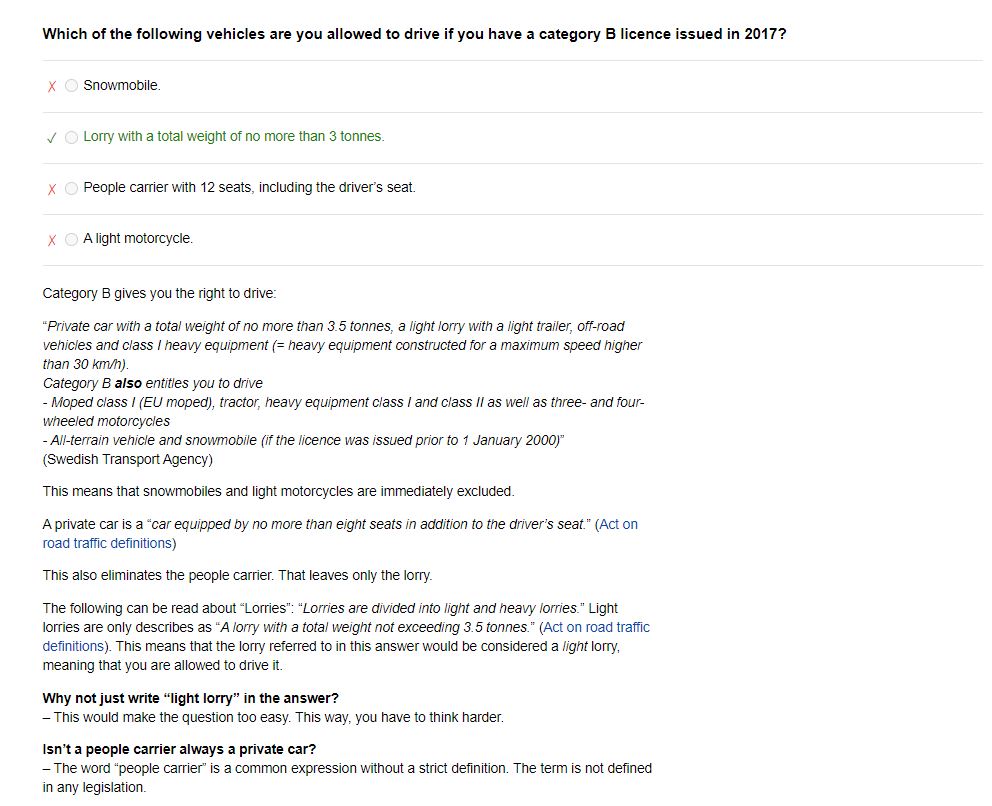 Which of the following vehicles are you allowed to drive if you have a category B licence issued in 2017?
✗ Snowmobile.
✓ Lorry with a total weight of no more than 3 tonnes.
✗ People carrier with 12 seats, including the driver's seat.
✗ A light motorcycle.
Category B gives you the right to drive:
“Private car with a total weight of no more than 3.5 tonnes, a light lorry with a light trailer, off-road
vehicles and class I heavy equipment (= heavy equipment constructed for a maximum speed higher
than 30 km/h).
Category B also entitles you to drive
- Moped class I (EU moped), tractor, heavy equipment class I and class II as well as three- and four-
wheeled motorcycles
- All-terrain vehicle and snowmobile (if the licence was issued prior to 1 January 2000)”
(Swedish Transport Agency)
This means that snowmobiles and light motorcycles are immediately excluded.
A private car is a “car equipped by no more than eight seats in addition to the driver's seat.” (Act on
road traffic definitions)
This also eliminates the people carrier. That leaves only the lorry.
The following can be read about “Lorries”: “Lorries are divided into light and heavy lorries.” Light
lorries are only describes as “A lorry with a total weight not exceeding 3.5 tonnes.” (Act on road traffic
definitions). This means that the lorry referred to in this answer would be considered a light lorry,
meaning that you are allowed to drive it.
Why not just write “light lorry” in the answer?
– This would make the question too easy. This way, you have to think harder.
Isn't a people carrier always a private car?
– The word “people carrier” is a common expression without a strict definition. The term is not defined
in any legislation.